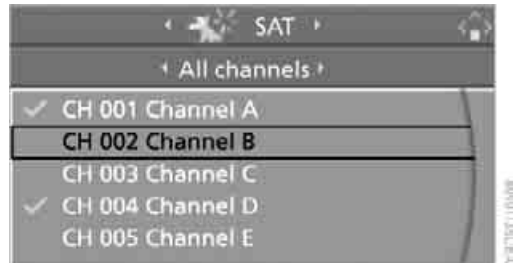 SAT
All channels
CH 001 Channel A
CH 002 Channel B
CH 003 Channel C
CH 004 Channel D
CH 005 Channel E